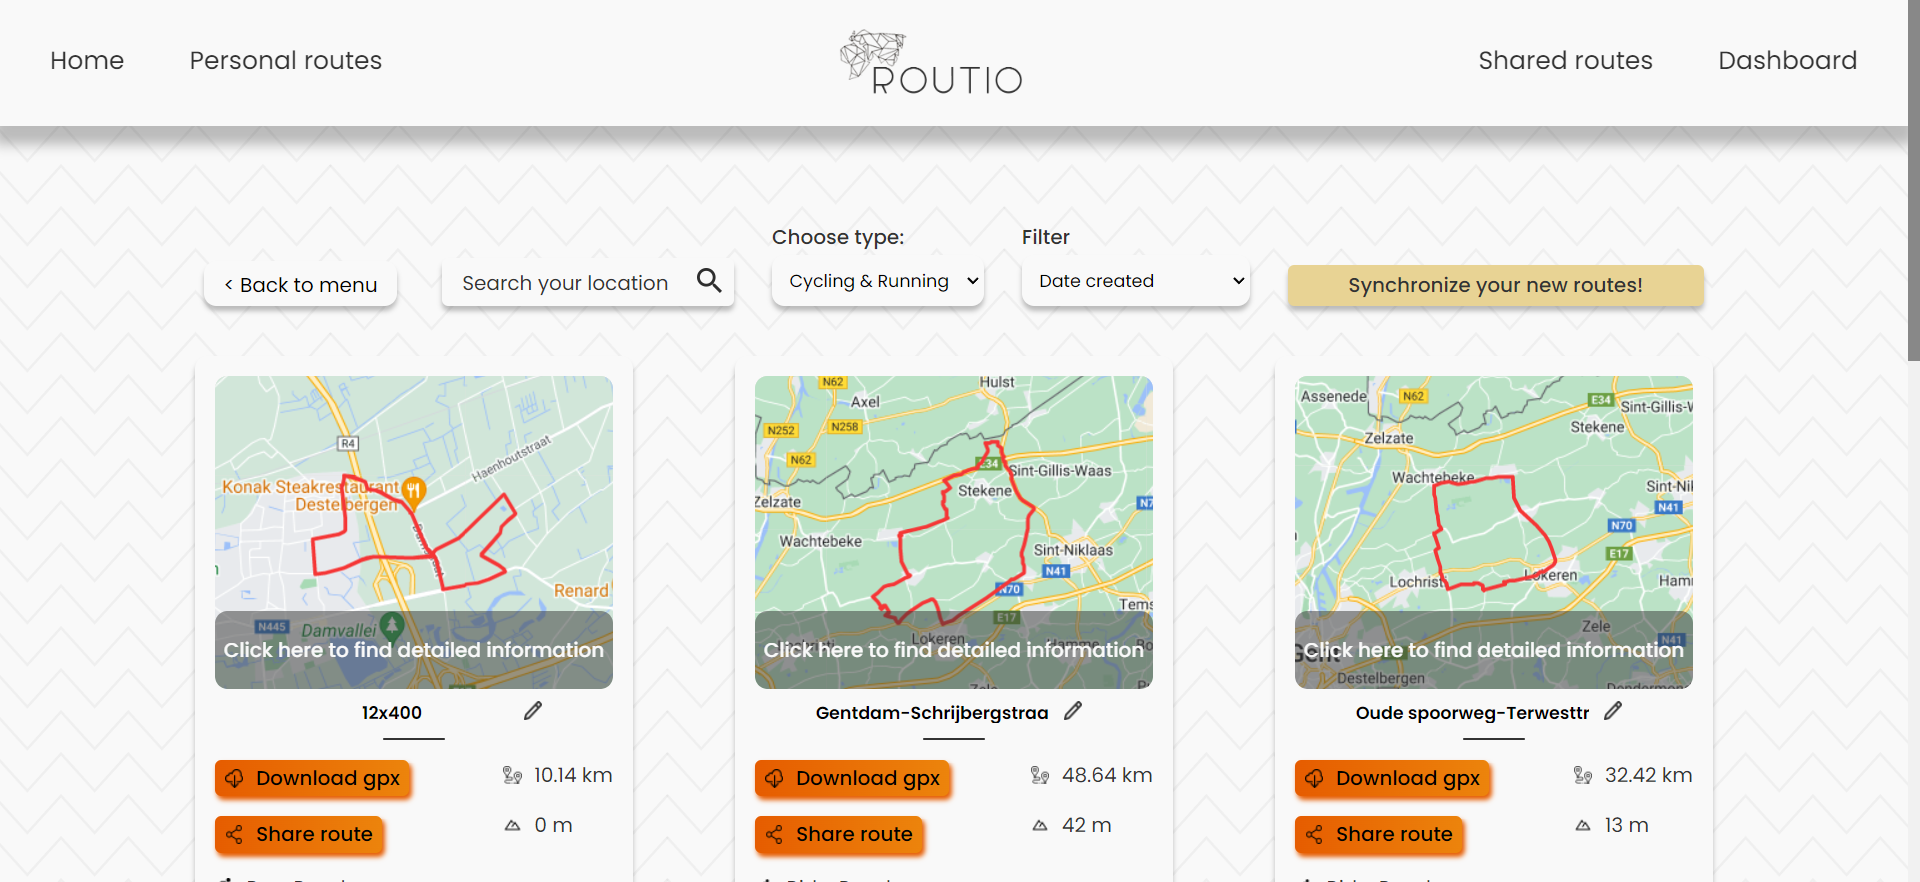 Home
Personal routes
ROUTIO
Shared routes
Dashboard
Choose type:
Filter
< Back to menu
Search your location
Cycling & Running
Date created
Synchronize your new routes!
R4
Haenhoutstraat
Konak Steakrestaurant
Destelbergen
Renard
N445
Damvallei
Click here to find detailed information
12x400
Download gpx
10.14 km
Share route
0 m
N62
Hulst
Axel
N252
N258
N62
E34
Sint-Gillis-Waas
Stekene
Zelzate
Wachtebeke
Sint-Niklaas
N41
N70
E17
Lokeren
Hamme
Click here to find detailed information
Gentdam-Schrijbergstraa
Download gpx
48.64 km
Share route
42 m
Assenede
N62
E34
Sint-Gillis-W
Stekene
Zelzate
Wachtebeke
Sint-Nik
N41
N70
E17
Lochristi
Lokeren
Zele
N41
Gent
Click here to find detailed information
Destelbergen
Oude spoorweg-Terwesttr
Download gpx
32.42 km
Share route
13 m